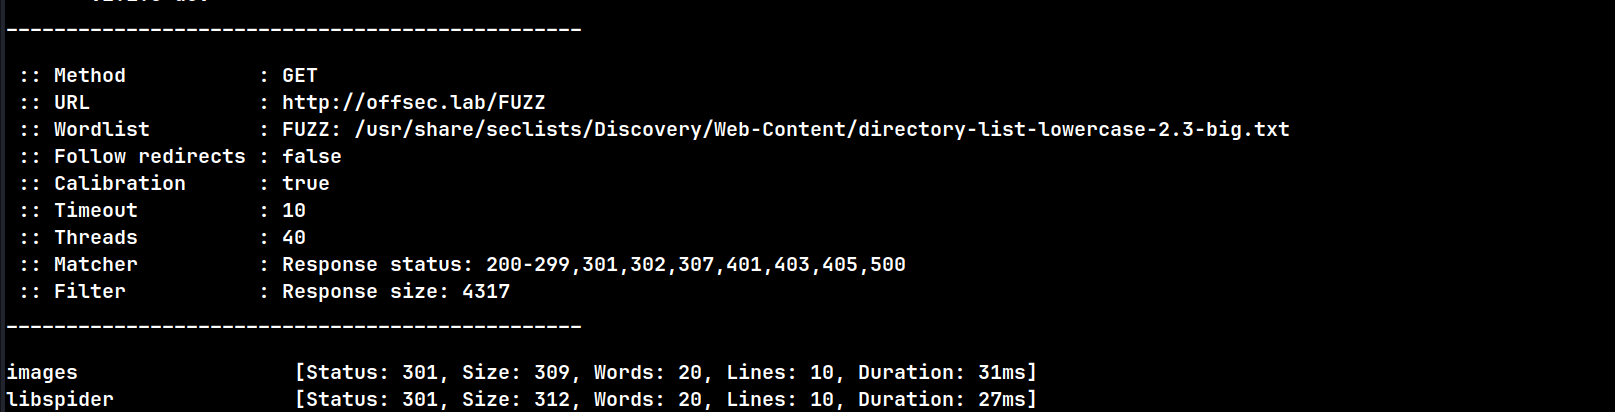 ------------------------------------------------
:: Method           : GET
:: URL              : http://offsec.lab/FUZZ
:: Wordlist         : FUZZ: /usr/share/seclists/Discovery/Web-Content/directory-list-lowercase-2.3-big.txt
:: Follow redirects : false
:: Calibration      : true
:: Timeout          : 10
:: Threads          : 40
:: Matcher          : Response status: 200-299,301,302,307,401,403,405,500
:: Filter           : Response size: 4317
------------------------------------------------
images                  [Status: 301, Size: 309, Words: 20, Lines: 10, Duration: 31ms]
libspider               [Status: 301, Size: 312, Words: 20, Lines: 10, Duration: 27ms]